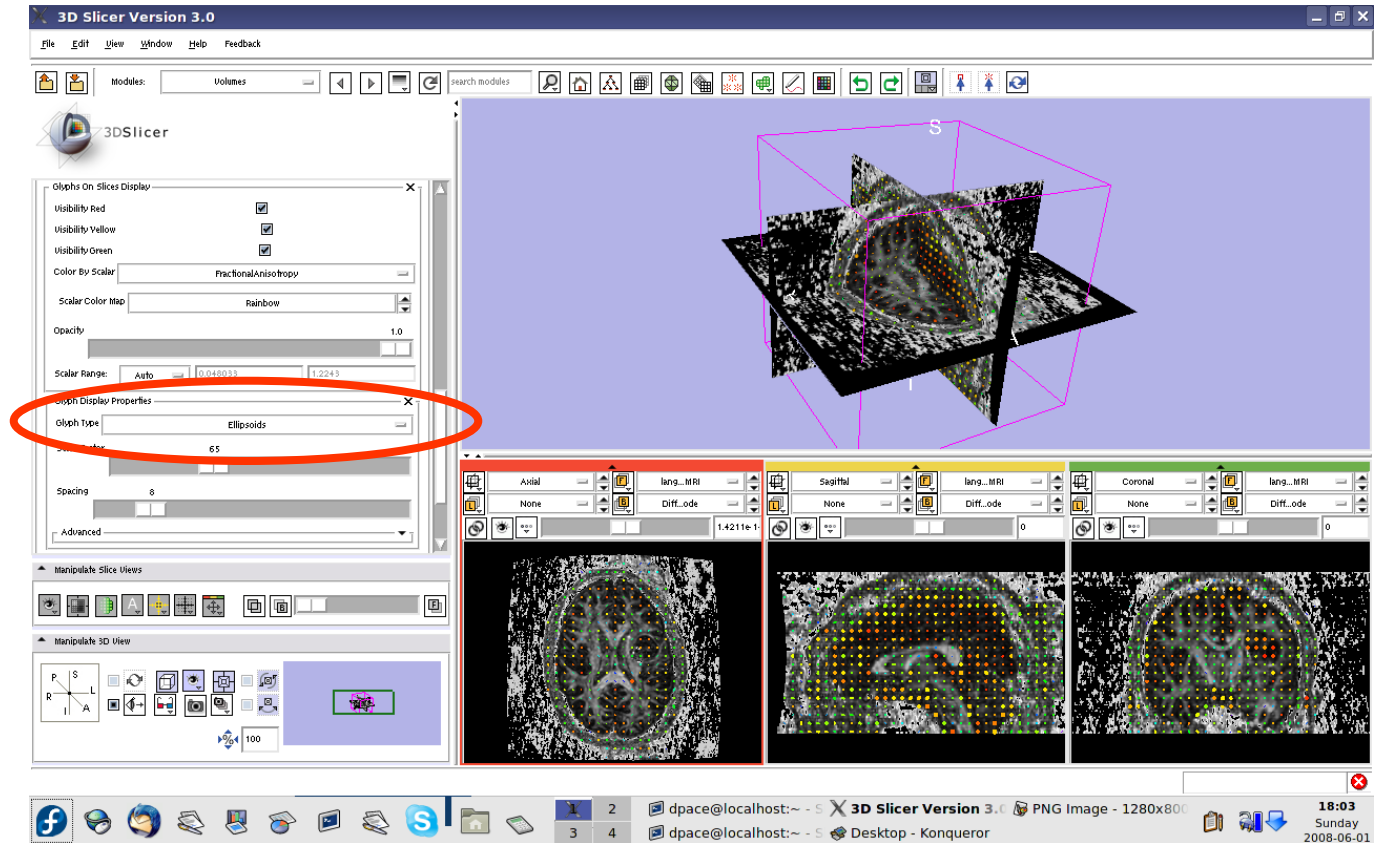 3D Slicer Version 3.0
File Edit View Window Help Feedback
Modules: Volumes search modules
3DSlicer
Glyphs On Slices Display
Visibility Red
Visibility Yellow
Visibility Green
Color By Scalar FractionalAnisotropy
Scalar Color Map Rainbow
Opacity 1.0
Scalar Range: Auto 0.048033 1.2243
Glyph Display Properties
Glyph Type Ellipsoids
65
Spacing 8
Advanced
Manipulate Slice Views
Manipulate 3D View
P S
R L
I A
100
S
A
I
Axial lang...MRI
None Diff...ode
1.4211e-1
Sagittal lang...MRI
None Diff...ode
0
Coronal lang...MRI
None Diff...ode
0
1 2
3 4
dpace@localhost:~ - S
3D Slicer Version 3.0
PNG Image - 1280x800
dpace@localhost:~ - S
Desktop - Konqueror
18:03
Sunday
2008-06-01